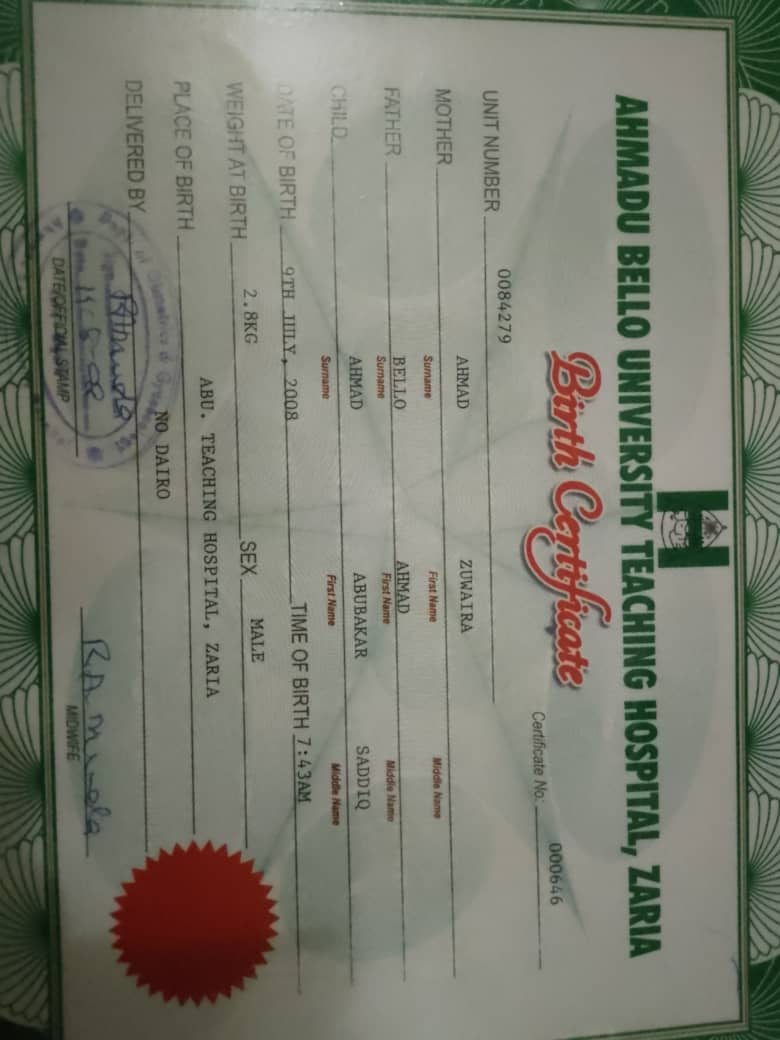 AHMADU BELLO UNIVERSITY TEACHING HOSPITAL, ZARIA
Birth Certificate
Certificate No: 000646
UNIT NUMBER 0084279
MOTHER AHMAD ZUWAIRA
Surname First Name Middle Name
FATHER BELLO AHMAD
Surname First Name Middle Name
CHILD AHMAD ABUBAKAR SADDIQ
Surname First Name Middle Name
DATE OF BIRTH 9TH JULY, 2008 TIME OF BIRTH 7:43AM
WEIGHT AT BIRTH 2.8KG SEX MALE
PLACE OF BIRTH ABU. TEACHING HOSPITAL, ZARIA
DELIVERED BY NO DAIRO
DATE/OFFICIAL STAMP MIDWIFE